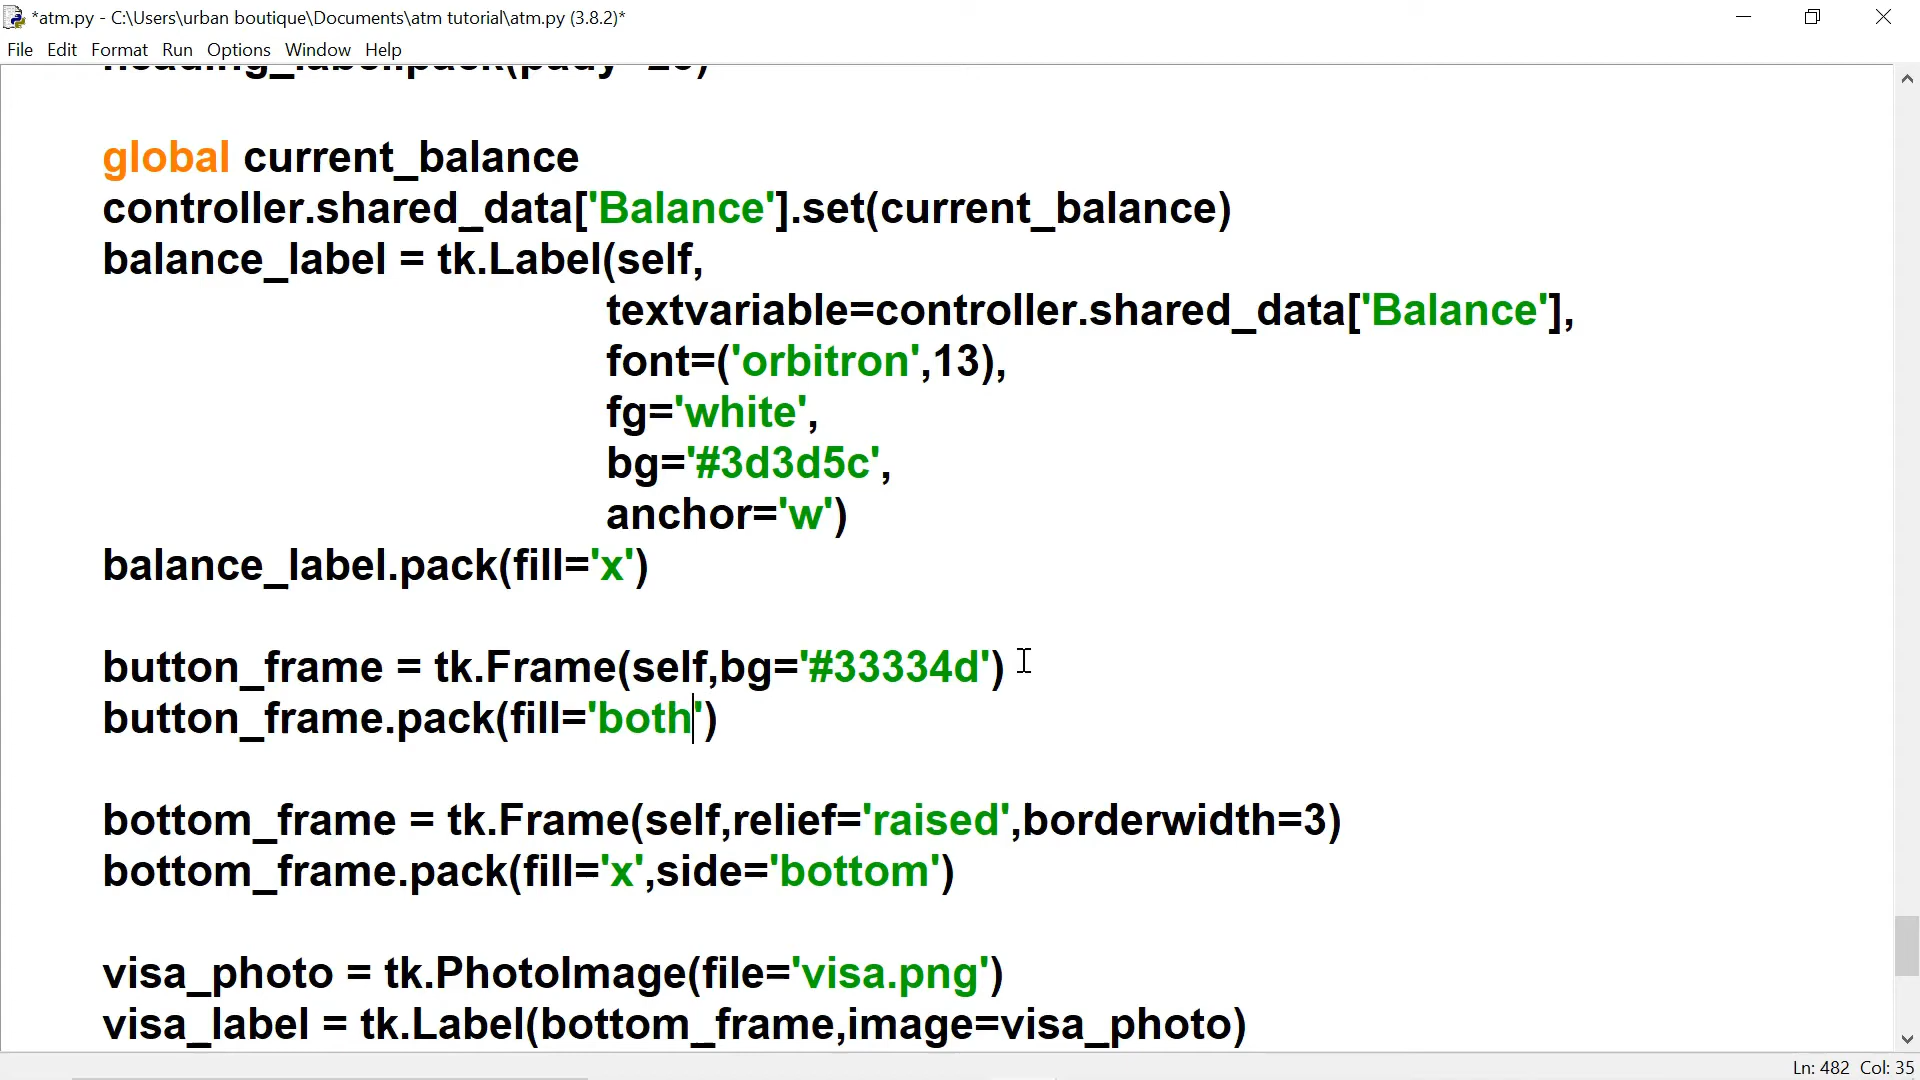 *atm.py - C:\Users\urban boutique\Documents\atm tutorial\atm.py (3.8.2)*
File Edit Format Run Options Window Help
global current_balance
controller.shared_data['Balance'].set(current_balance)
balance_label = tk.Label(self,
textvariable=controller.shared_data['Balance'],
font=('orbitron',13),
fg='white',
bg='#3d3d5c',
anchor='w')
balance_label.pack(fill='x')
button_frame = tk.Frame(self,bg='#33334d')
button_frame.pack(fill='both')
bottom_frame = tk.Frame(self,relief='raised',borderwidth=3)
bottom_frame.pack(fill='x',side='bottom')
visa_photo = tk.PhotoImage(file='visa.png')
visa_label = tk.Label(bottom_frame,image=visa_photo)
Ln: 482 Col: 35